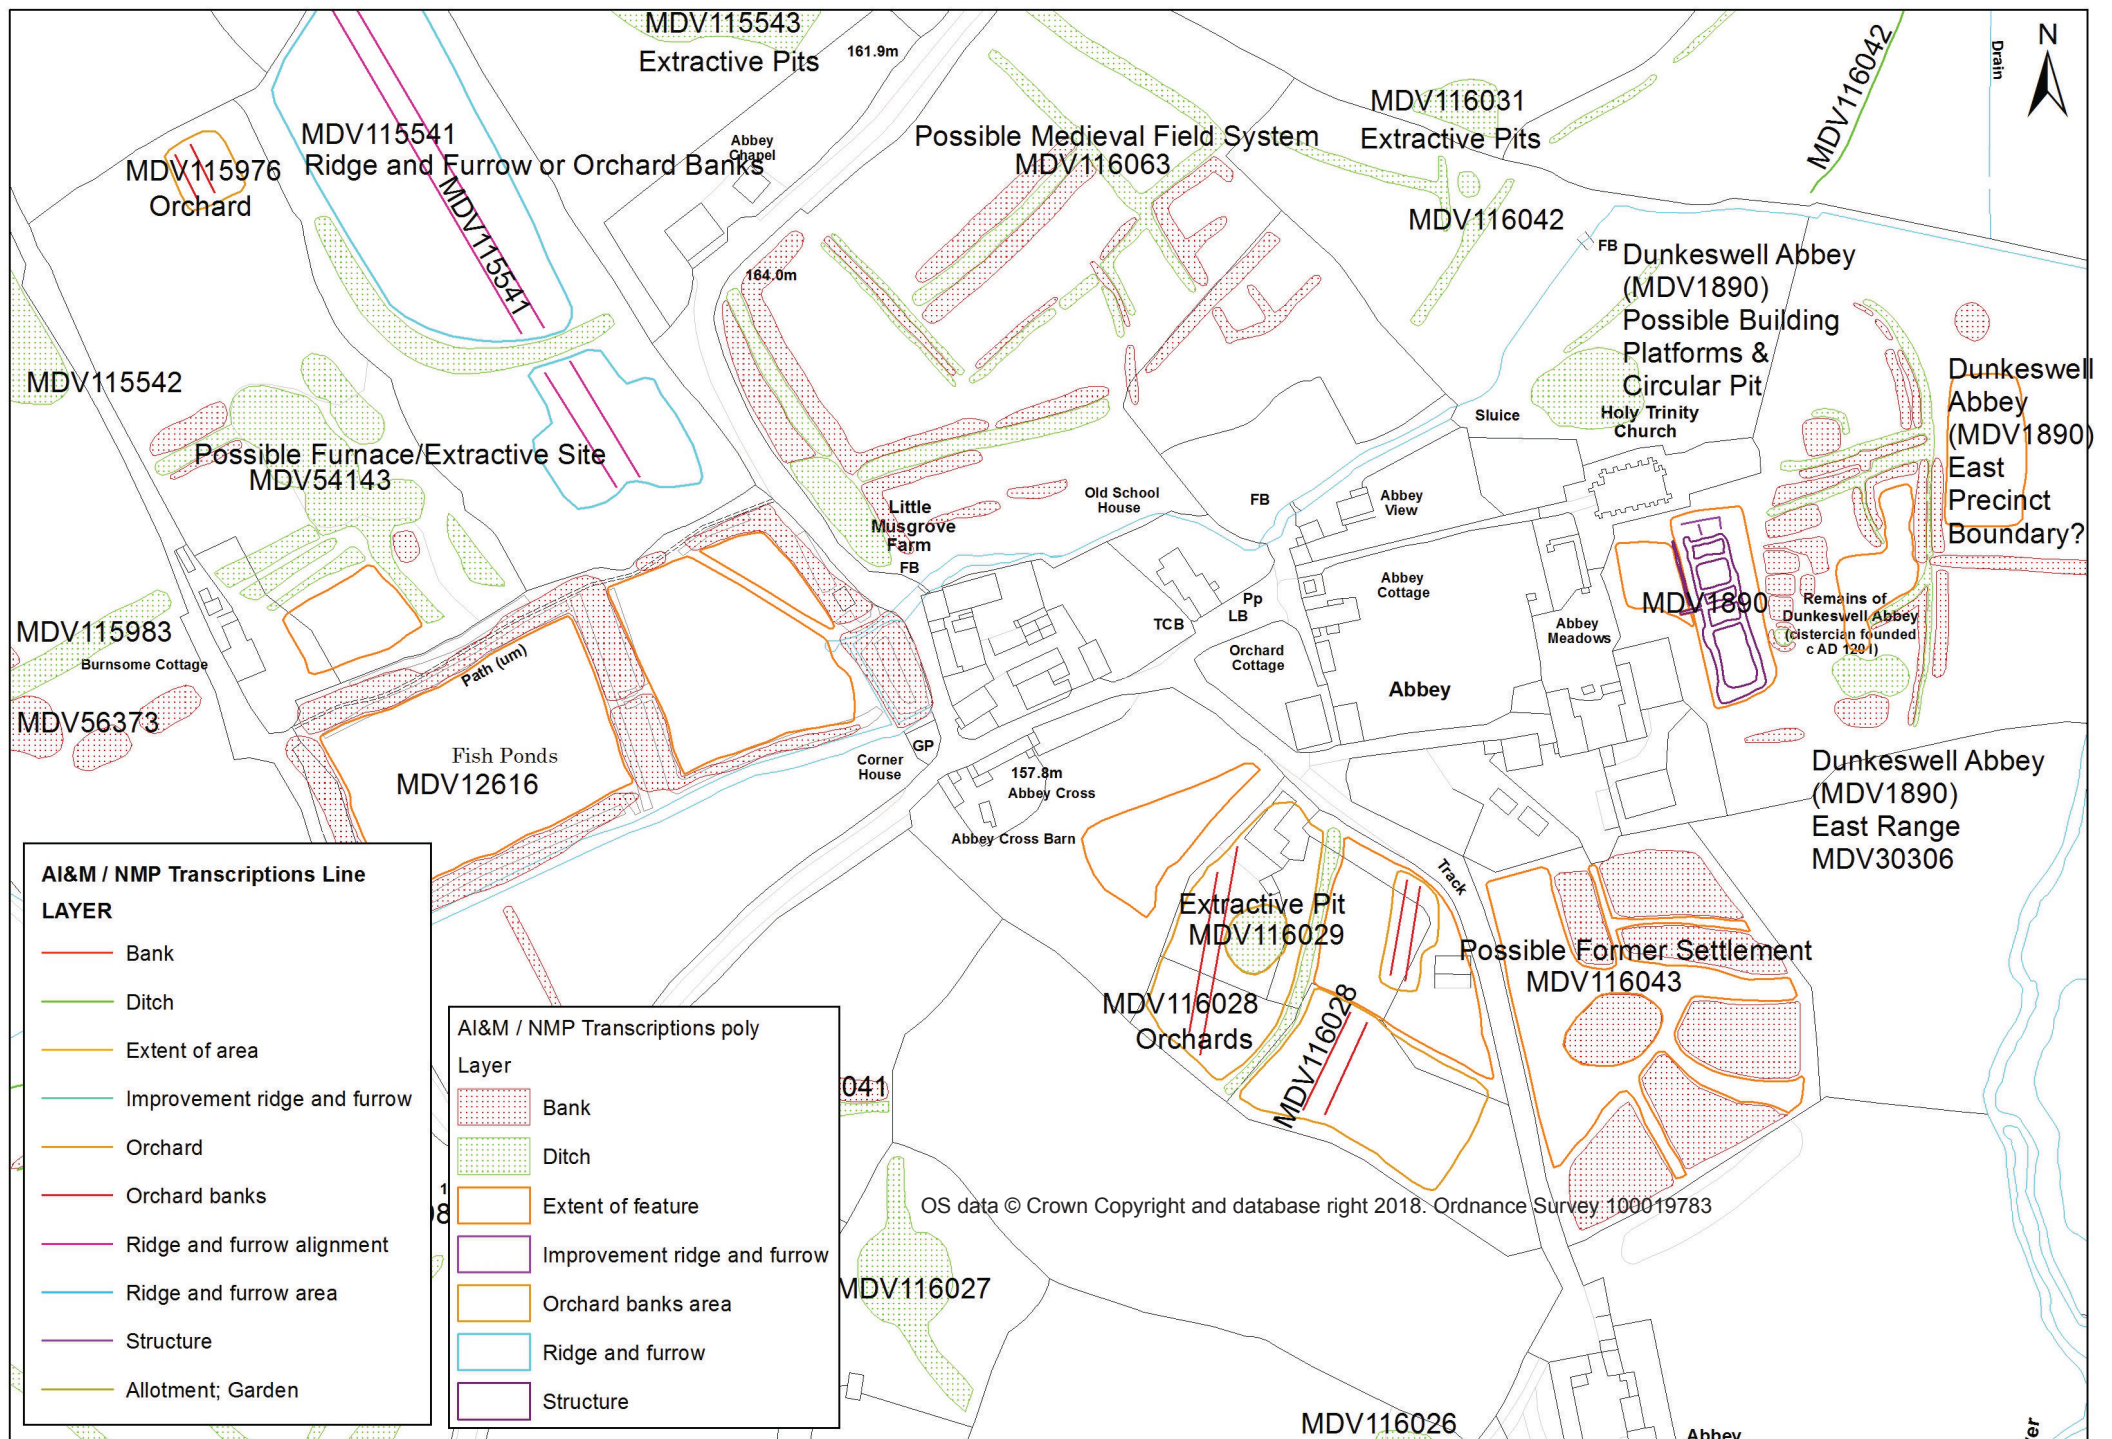 MDV115543
Extractive Pits
161.9m
MDV116042
Drain
N
MDV115541
Ridge and Furrow or Orchard Banks
MDV115541
MDV115976
Orchard
Abbey
Chapel
Possible Medieval Field System
MDV116063
MDV116031
Extractive Pits
MDV116042
164.0m
FB
Dunkeswell Abbey
(MDV1890)
Possible Building
Platforms &
Circular Pit
Dunkeswell
Abbey
(MDV1890)
East
Precinct
Boundary?
MDV115542
Possible Furnace/Extractive Site
MDV54143
Sluice
Holy Trinity
Church
Little
Musgrove
Farm
FB
Old School
House
FB
Abbey
View
Abbey
Cottage
Pp
LB
TCB
Orchard
Cottage
Abbey
Meadows
MDV1890
Remains of
Dunkeswell Abbey
(cistercian founded
c AD 1201)
MDV115983
Burnsome Cottage
Path (um)
Abbey
MDV56373
Fish Ponds
MDV12616
GP
Corner
House
157.8m
Abbey Cross
Abbey Cross Barn
Dunkeswell Abbey
(MDV1890)
East Range
MDV30306
Track
Extractive Pit
MDV116029
Possible Former Settlement
MDV116043
MDV116028
Orchards
MDV116028
041
1
AI&M / NMP Transcriptions Line
LAYER
Bank
Ditch
Extent of area
Improvement ridge and furrow
Orchard
Orchard banks
Ridge and furrow alignment
Ridge and furrow area
Structure
Allotment; Garden
AI&M / NMP Transcriptions poly
Layer
Bank
Ditch
Extent of feature
Improvement ridge and furrow
Orchard banks area
Ridge and furrow
Structure
OS data © Crown Copyright and database right 2018. Ordnance Survey 100019783
MDV116027
MDV116026
Abbey